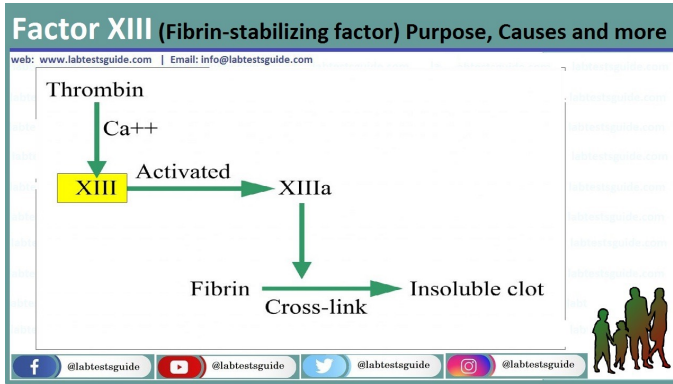 Factor XIII (Fibrin-stabilizing factor) Purpose, Causes and more
web: www.labtestsguide.com | Email: info@labtestsguide.com
Thrombin
Ca++
XIII Activated XIIIa
Fibrin Cross-link Insoluble clot
@labtestsguide @labtestsguide @labtestsguide @labtestsguide